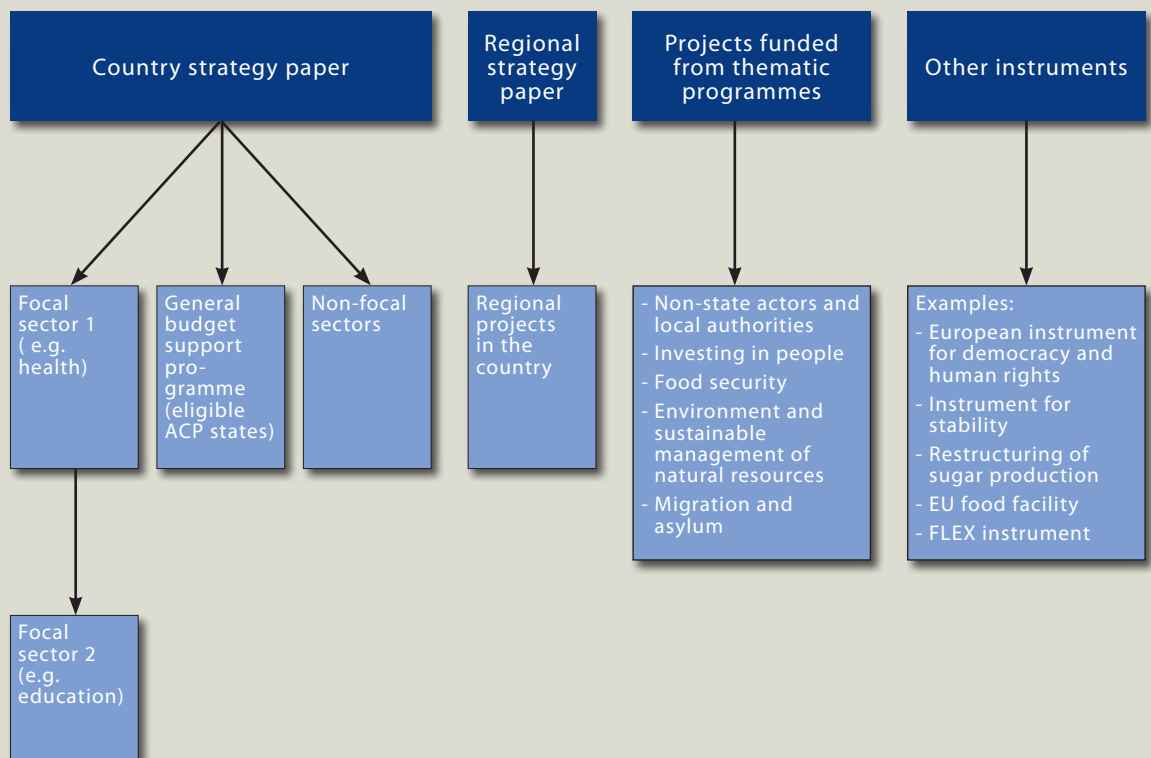 Country strategy paper
Regional
strategy
paper
Projects funded
from thematic
programmes
Other instruments
Focal
sector 1
( e.g.
health)
General
budget
support
pro-
gramme
(eligible
ACP states)
Non-focal
sectors
Regional
projects
in the
country
- Non-state actors and
local authorities
- Investing in people
- Food security
- Environment and
sustainable
management of
natural resources
- Migration and
asylum
Examples:
- European instrument
for democracy and
human rights
- Instrument for
stability
- Restructuring of
sugar production
- EU food facility
- FLEX instrument
Focal
sector 2
(e.g.
education)